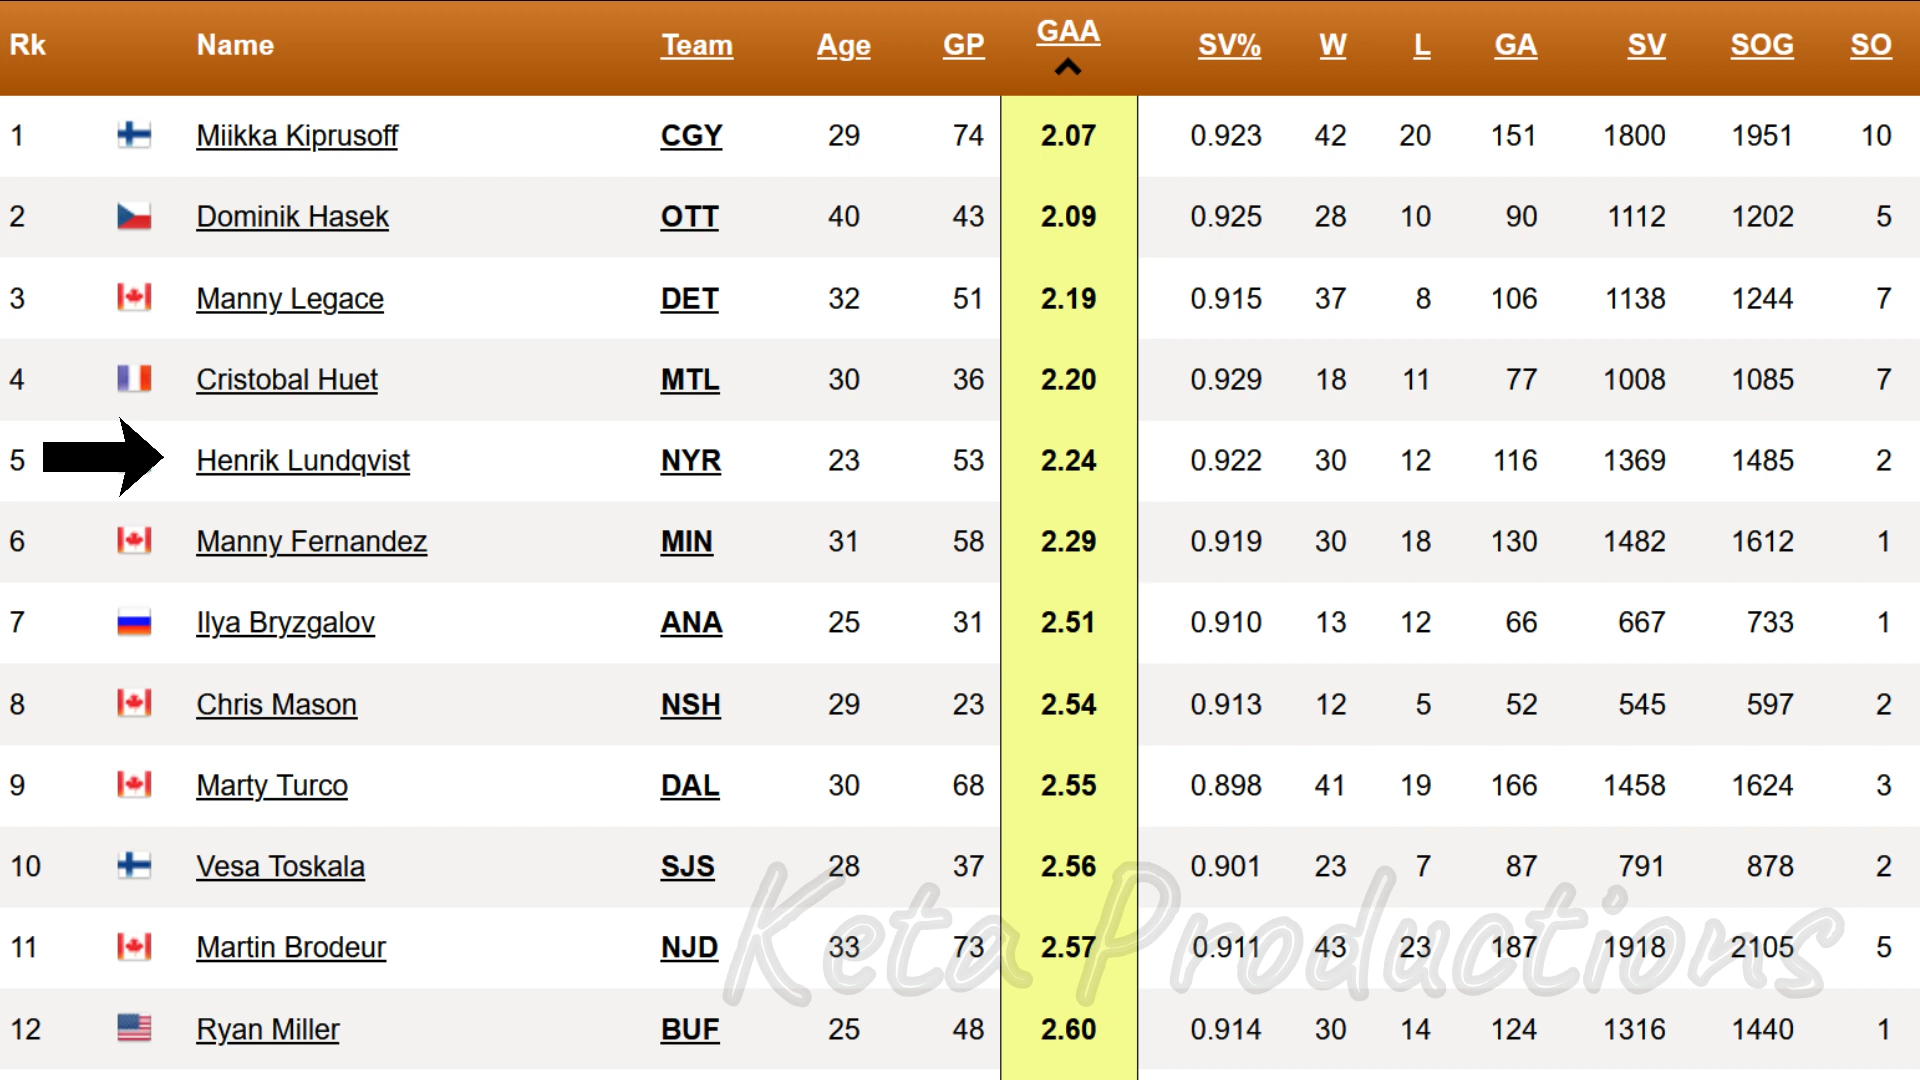 Rk Name Team Age GP GAA SV% W L GA SV SOG SO
1 Miikka Kiprusoff CGY 29 74 2.07 0.923 42 20 151 1800 1951 10
2 Dominik Hasek OTT 40 43 2.09 0.925 28 10 90 1112 1202 5
3 Manny Legace DET 32 51 2.19 0.915 37 8 106 1138 1244 7
4 Cristobal Huet MTL 30 36 2.20 0.929 18 11 77 1008 1085 7
5 Henrik Lundqvist NYR 23 53 2.24 0.922 30 12 116 1369 1485 2
6 Manny Fernandez MIN 31 58 2.29 0.919 30 18 130 1482 1612 1
7 Ilya Bryzgalov ANA 25 31 2.51 0.910 13 12 66 667 733 1
8 Chris Mason NSH 29 23 2.54 0.913 12 5 52 545 597 2
9 Marty Turco DAL 30 68 2.55 0.898 41 19 166 1458 1624 3
10 Vesa Toskala SJS 28 37 2.56 0.901 23 7 87 791 878 2
11 Martin Brodeur NJD 33 73 2.57 0.911 43 23 187 1918 2105 5
12 Ryan Miller BUF 25 48 2.60 0.914 30 14 124 1316 1440 1
Keta Productions